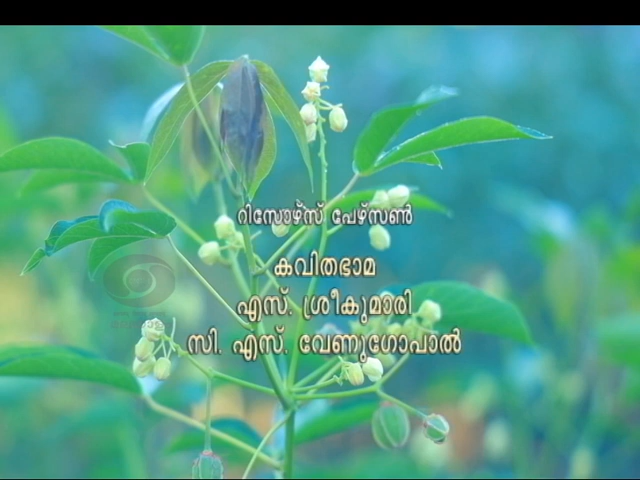 റിസോഴ്സ് പേഴ്സൺ
കവിതഭാമ
എസ്. ശ്രീകുമാരി
സി. എസ്. വേണുഗോപാൽ